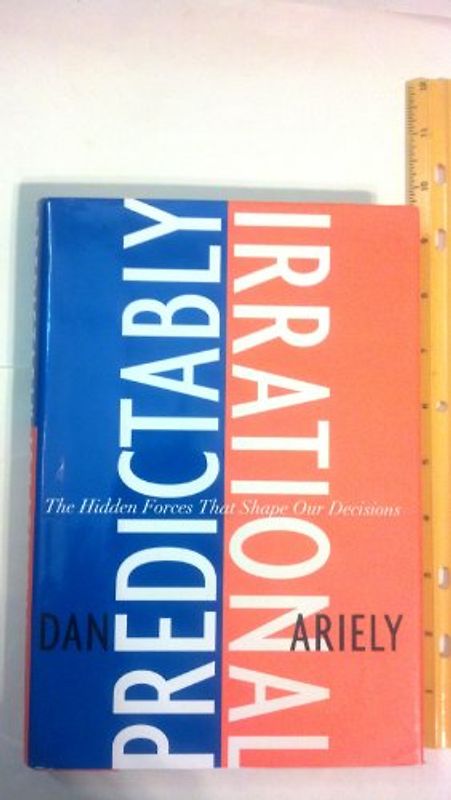 PREDICTABLY
IRRATIONAL
The Hidden Forces That Shape Our Decisions
DAN ARIELY